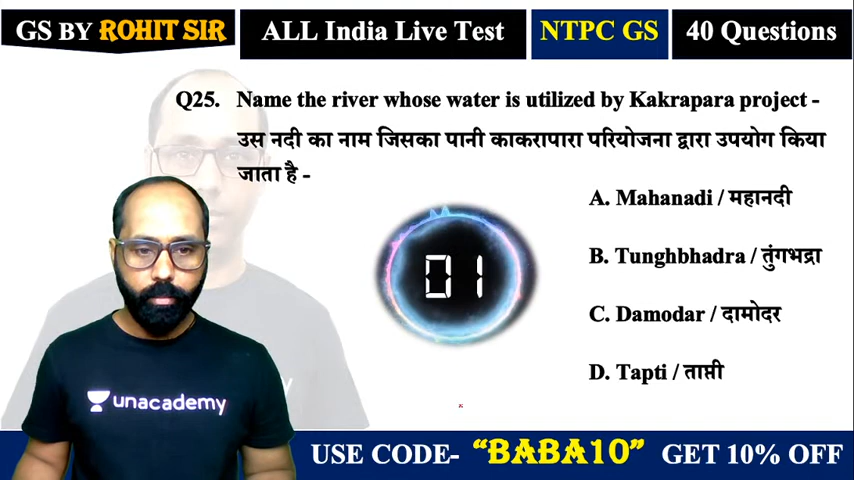 GS BY ROHIT SIR
ALL India Live Test
NTPC GS
40 Questions
Q25. Name the river whose water is utilized by Kakrapara project -
उस नदी का नाम जिसका पानी काकरापारा परियोजना द्वारा उपयोग किया
जाता है -
A. Mahanadi / महानदी
B. Tunghbhadra / तुंगभद्रा
C. Damodar / दामोदर
D. Tapti / ताप्ती
01
unacademy
USE CODE- “BABA10” GET 10% OFF